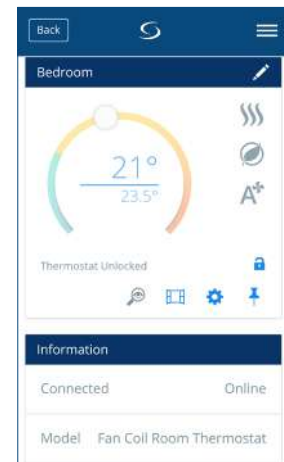 Back
Bedroom
21°
23.5°
A
Thermostat Unlocked
Information
Connected Online
Model Fan Coil Room Thermostat